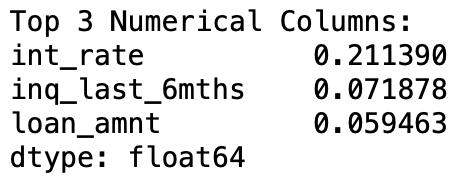 Top 3 Numerical Columns:
int_rate          0.211390
inq_last_6mths    0.071878
loan_amnt         0.059463
dtype: float64